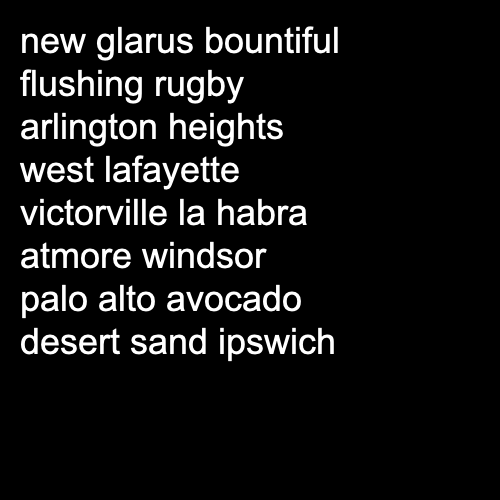 new glarus bountiful
flushing rugby
arlington heights
west lafayette
victorville la habra
atmore windsor
palo alto avocado
desert sand ipswich